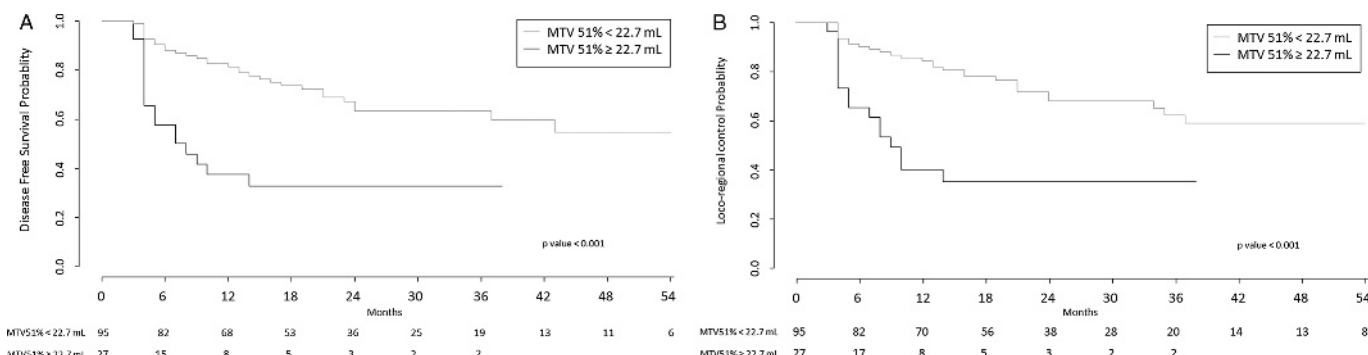 A
Disease Free Survival Probablity
1.0
0.8
0.6
0.4
0.2
0.0
MTV 51% < 22.7 mL
MTV 51% ≥ 22.7 mL
p value < 0.001
0 6 12 18 24 30 36 42 48 54
Months
MTV51% < 22.7 mL 95 82 68 53 36 25 19 13 11 6
MTV51% ≥ 22.7 mL 27 15 8 5 3 2 2
B
Loco-regional control Probablity
1.0
0.8
0.6
0.4
0.2
0.0
MTV 51% < 22.7 mL
MTV 51% ≥ 22.7 mL
p value < 0.001
0 6 12 18 24 30 36 42 48 54
Months
MTV51% < 22.7 mL 95 82 70 56 38 28 20 14 13 8
MTV51% ≥ 22.7 mL 27 17 8 5 3 2 2